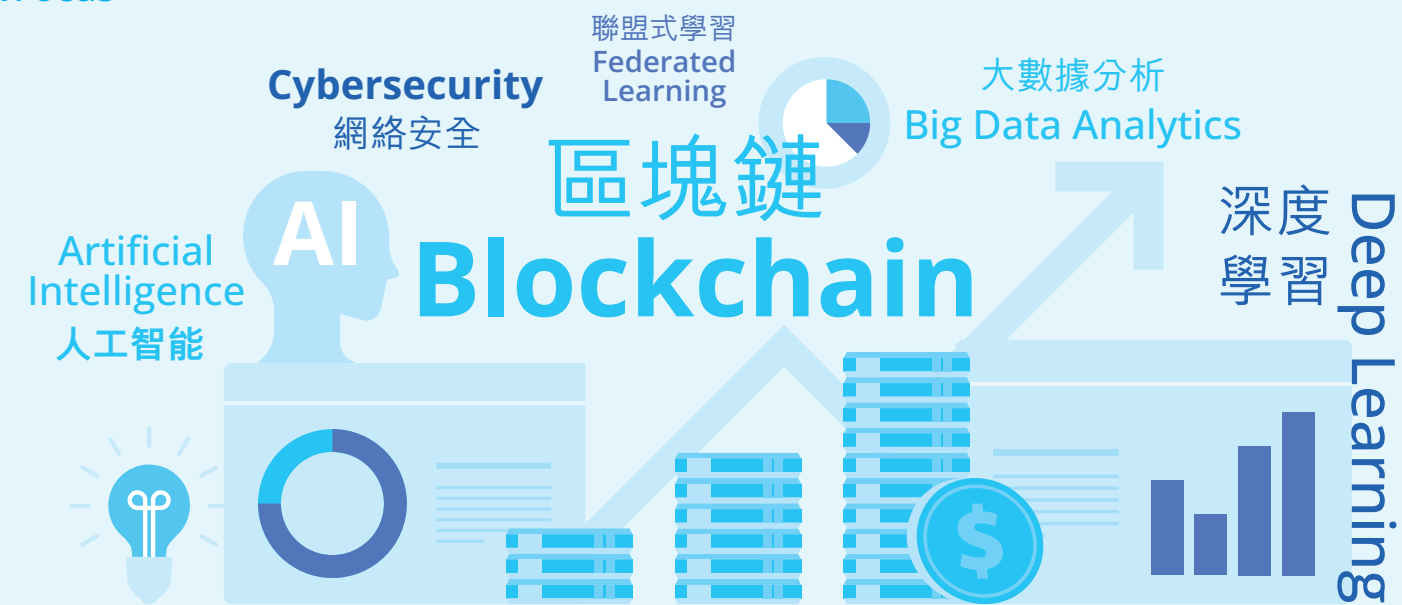 聯盟式學習
Federated
Learning
Cybersecurity
網絡安全
大數據分析
Big Data Analytics
區塊鏈
Blockchain
AI
Artificial
Intelligence
人工智能
深度
學習
Deep Learning
$